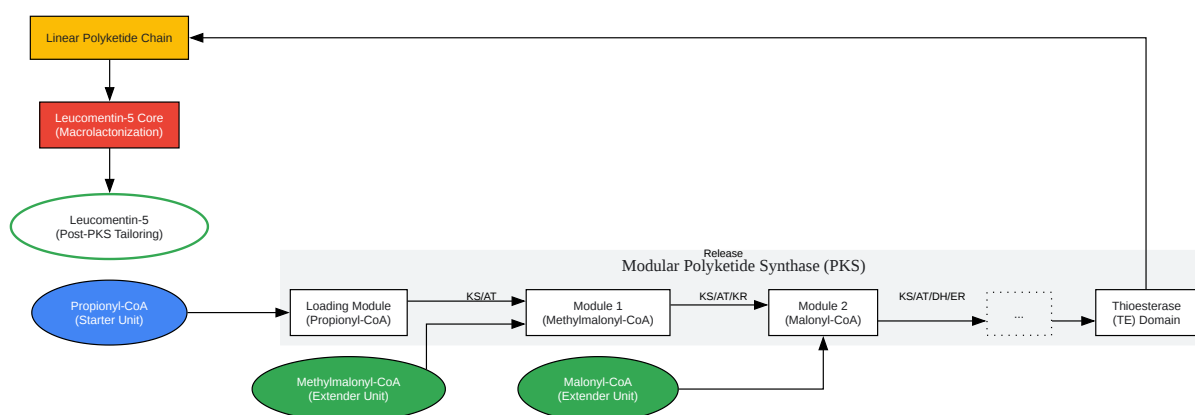 Linear Polyketide Chain
Leucomentin-5 Core
(Macrolactonization)
Leucomentin-5
(Post-PKS Tailoring)
Release
Modular Polyketide Synthase (PKS)
Propionyl-CoA
(Starter Unit)
Loading Module
(Propionyl-CoA)
KS/AT
Module 1
(Methylmalonyl-CoA)
KS/AT/KR
Module 2
(Malonyl-CoA)
KS/AT/DH/ER
...
Thioesterase
(TE) Domain
Methylmalonyl-CoA
(Extender Unit)
Malonyl-CoA
(Extender Unit)